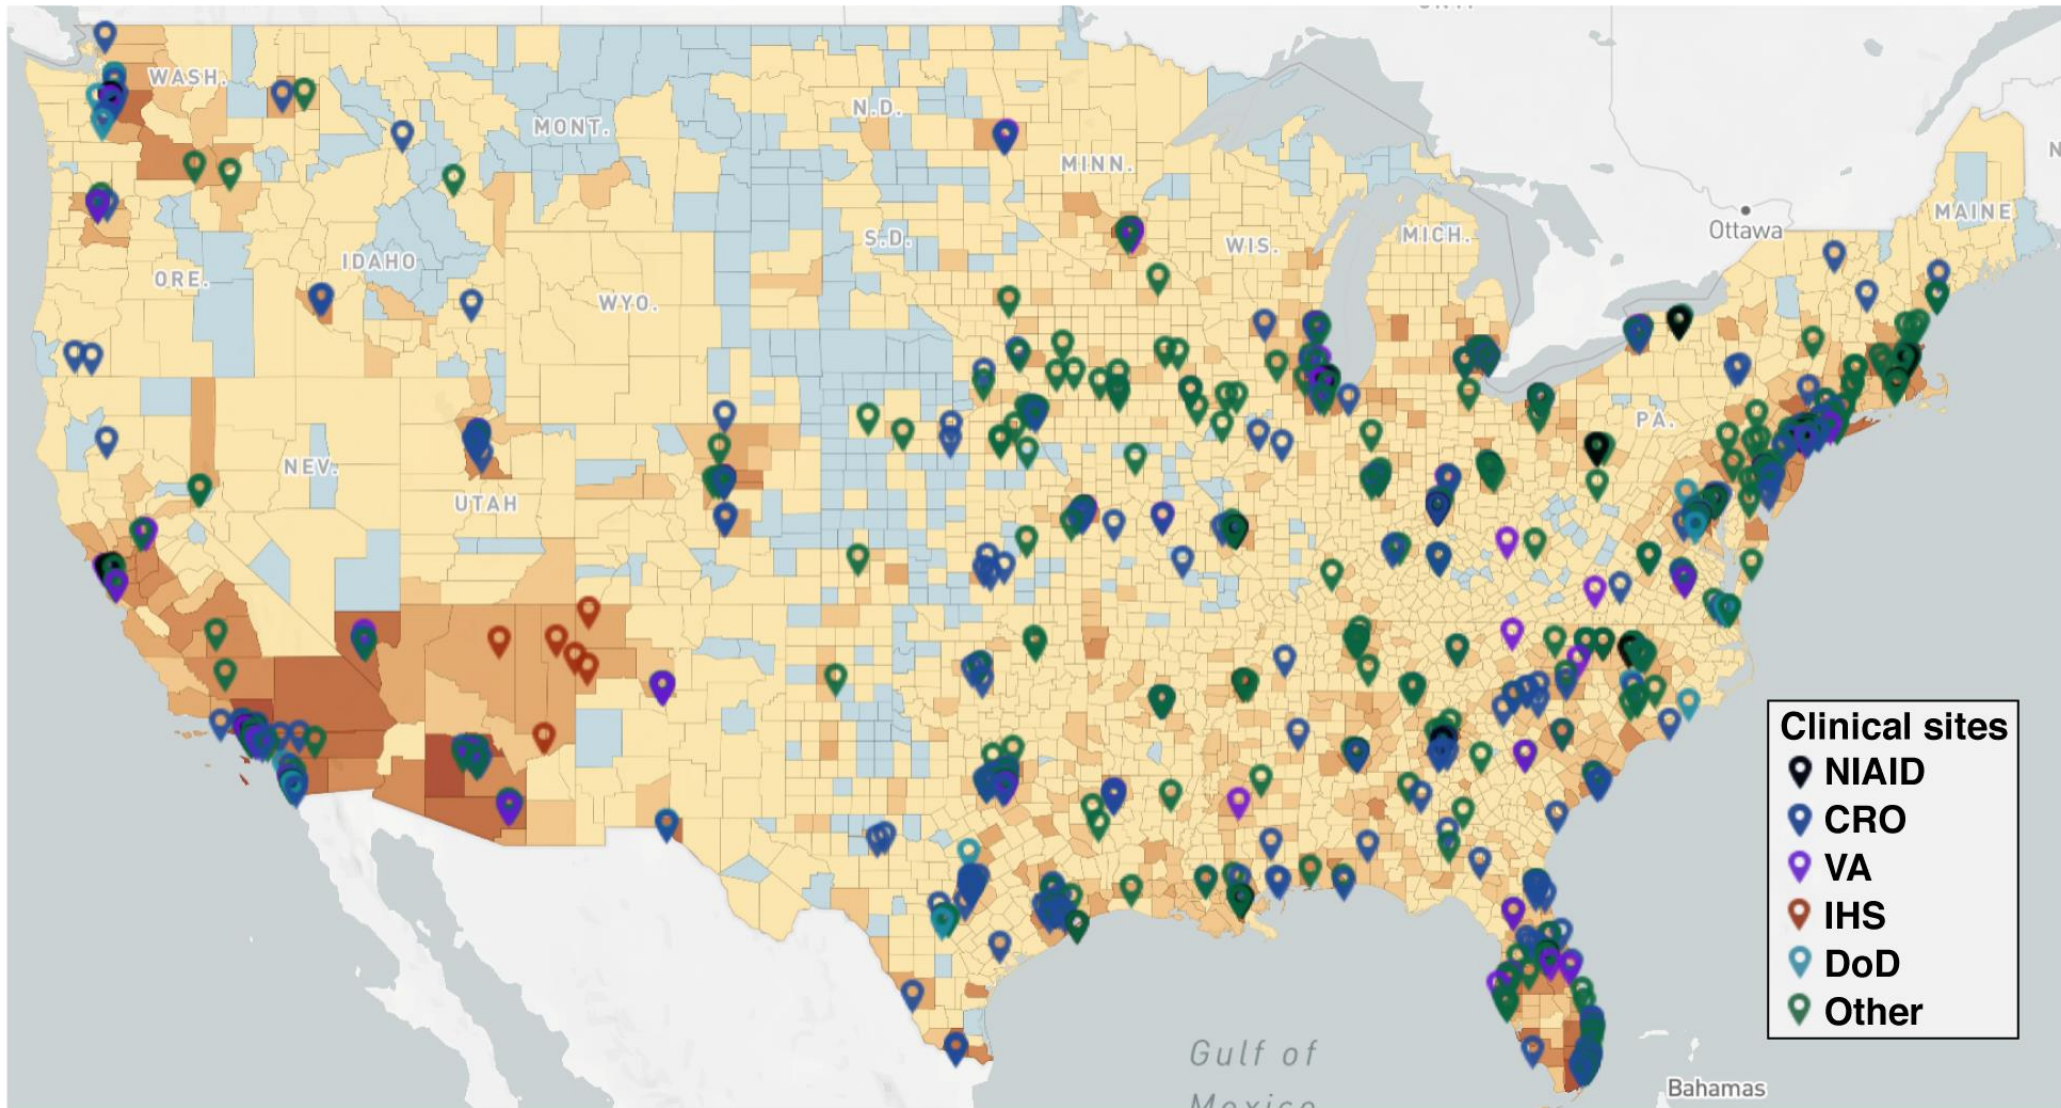 WASH.
MONT.
N.D.
MINN.
Ottawa
MAINE
ORE.
IDAHO
S.D.
WIS.
MICH.
WYO.
PA.
NEV.
UTAH
Clinical sites
NIAID
CRO
VA
IHS
DoD
Other
Gulf of
Mexico
Bahamas